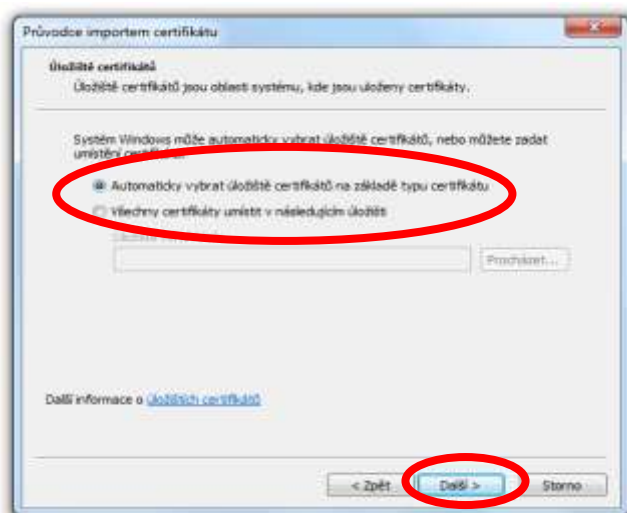 Průvodce importem certifikátu
Úložiště certifikátů
Úložiště certifikátů jsou oblasti systému, kde jsou uloženy certifikáty.
Systém Windows může automaticky vybrat úložiště certifikátů, nebo můžete zadat
umístění
Automaticky vybrat úložiště certifikátů na základě typu certifikátu
Všechny certifikáty umístit v následujícím úložišti
Procházet...
Další informace o úložištích certifikátů
< Zpět
Další >
Storno